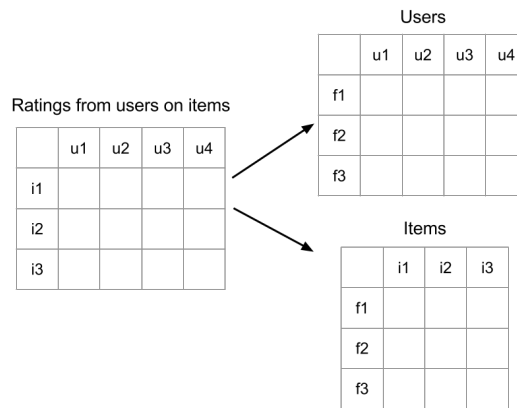 Users
u1 u2 u3 u4
f1
f2
f3
Ratings from users on items
u1 u2 u3 u4
i1
i2
i3
Items
i1 i2 i3
f1
f2
f3